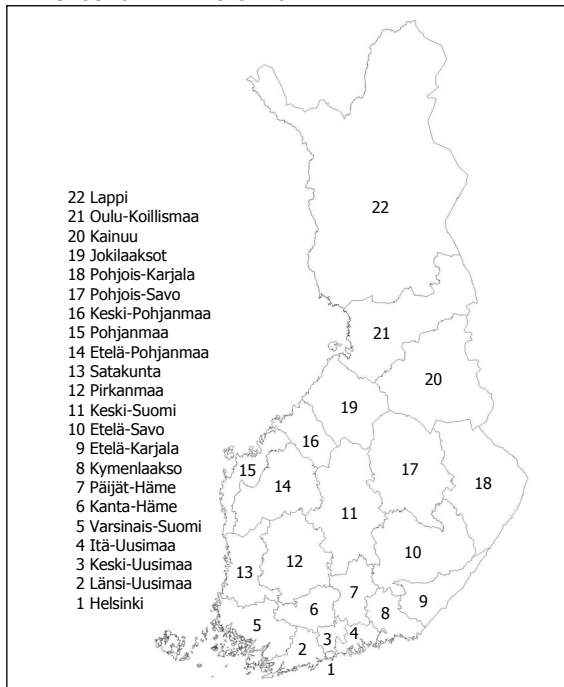 22 Lappi
21 Oulu-Koillismaa
20 Kainuu
19 Jokilaaksot
18 Pohjois-Karjala
17 Pohjois-Savo
16 Keski-Pohjanmaa
15 Pohjanmaa
14 Etelä-Pohjanmaa
13 Satakunta
12 Pirkanmaa
11 Keski-Suomi
10 Etelä-Savo
9 Etelä-Karjala
8 Kymenlaakso
7 Päijät-Häme
6 Kanta-Häme
5 Varsinais-Suomi
4 Itä-Uusimaa
3 Keski-Uusimaa
2 Länsi-Uusimaa
1 Helsinki
22
21
20
19
16
17
15
18
14
11
10
12
13
7
9
6
8
5
4
3
2
1